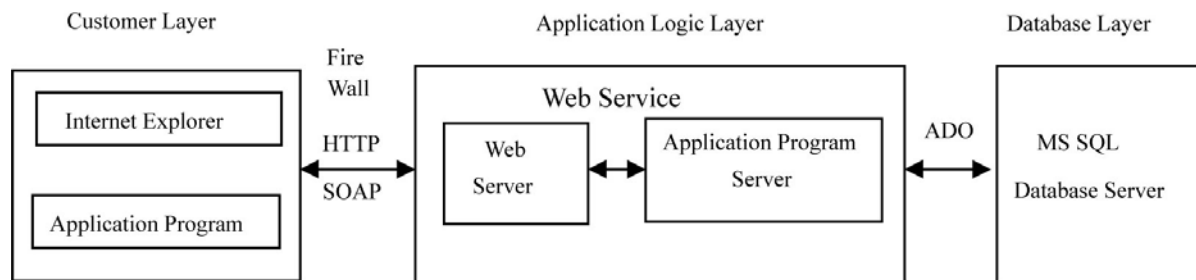 Customer Layer
Application Logic Layer
Database Layer
Fire
Wall
Internet Explorer
Application Program
HTTP
SOAP
Web Service
Web
Server
Application Program
Server
ADO
MS SQL
Database Server